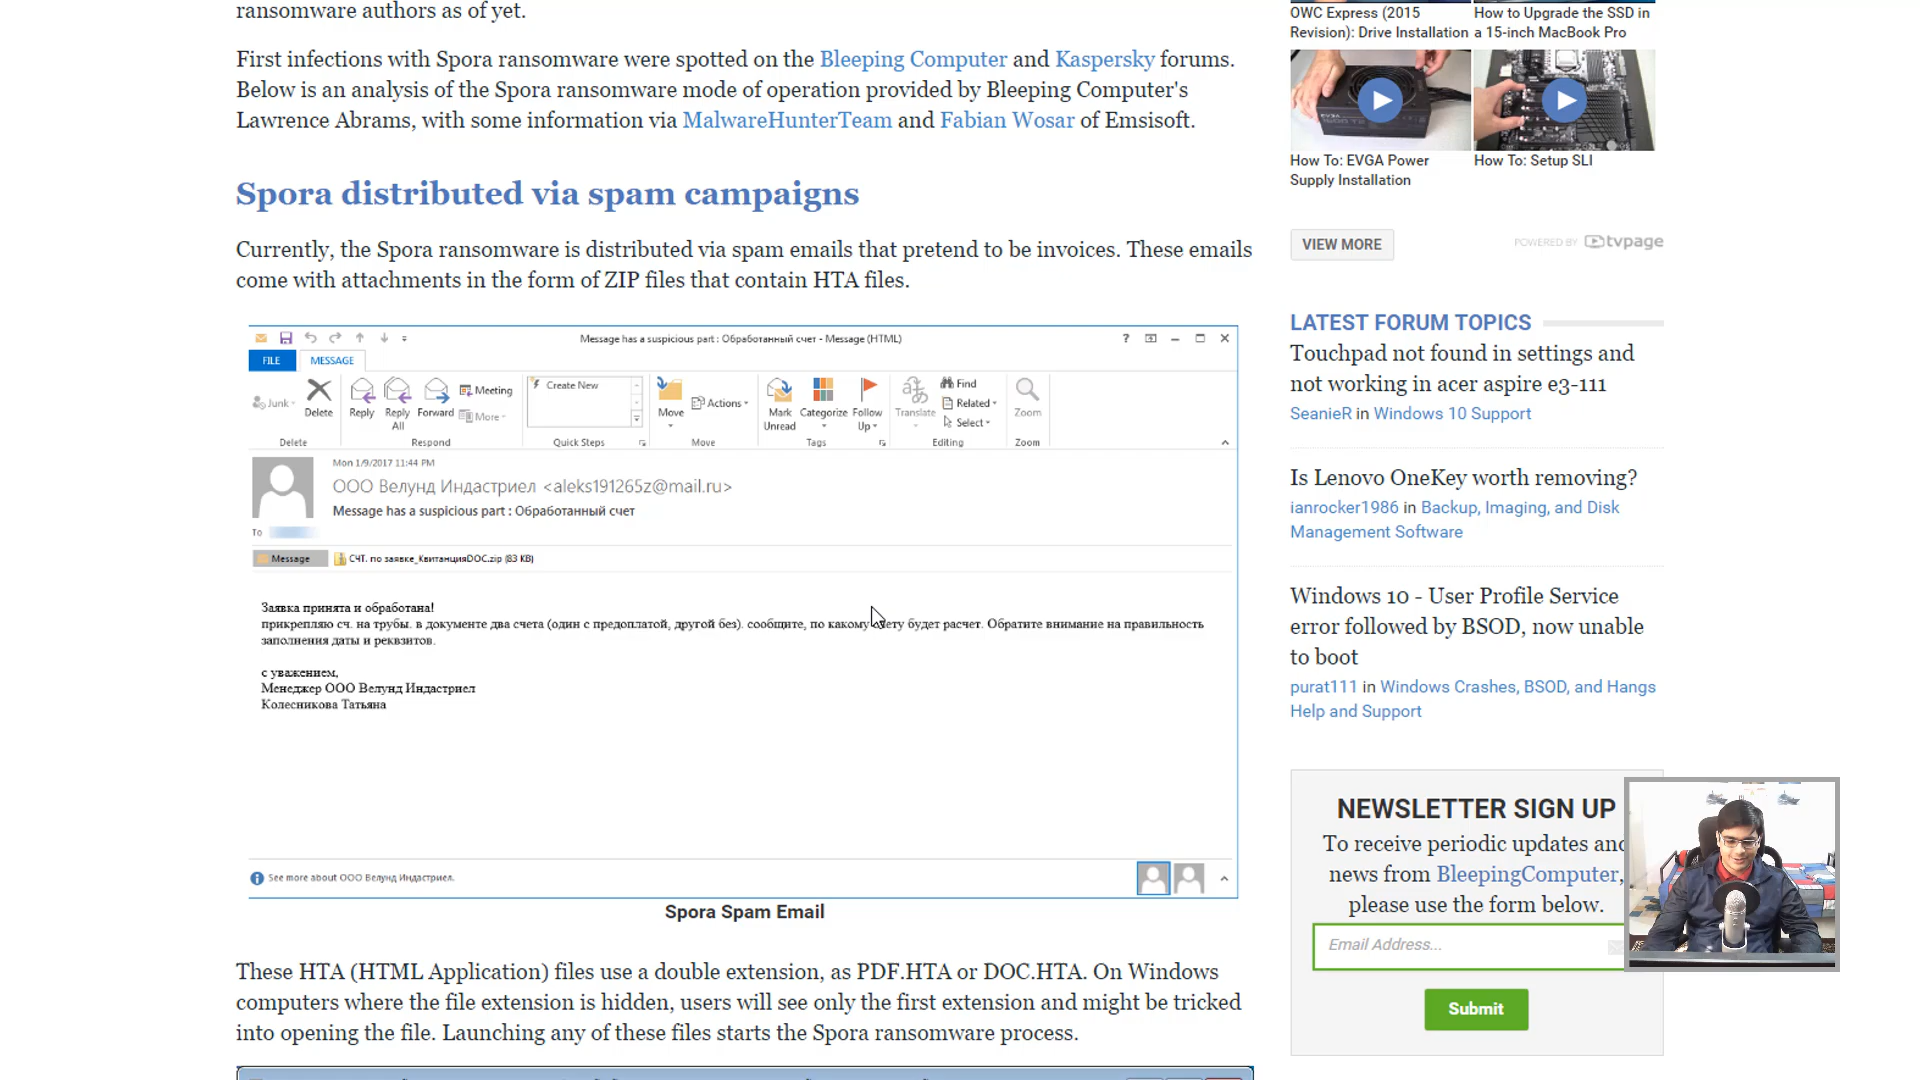 ransomware authors as of yet.
First infections with Spora ransomware were spotted on the Bleeping Computer and Kaspersky forums.
Below is an analysis of the Spora ransomware mode of operation provided by Bleeping Computer's
Lawrence Abrams, with some information via MalwareHunterTeam and Fabian Wosar of Emsisoft.
Spora distributed via spam campaigns
Currently, the Spora ransomware is distributed via spam emails that pretend to be invoices. These emails
come with attachments in the form of ZIP files that contain HTA files.
Message has a suspicious part : Обработанный счет - Message (HTML)
FILE MESSAGE
Junk
Delete
Reply
Reply All
Forward
Meeting
More
Create New
Move
Actions
Mark Unread
Categorize
Follow Up
Translate
Find
Related
Select
Zoom
Delete Respond Quick Steps Move Tags Editing Zoom
Mon 1/9/2017 11:44 PM
ООО Велунд Индастриел <aleks191265z@mail.ru>
Message has a suspicious part : Обработанный счет
To
Message СЧТ. по заявке_КвитанцияDOC.zip (83 KB)
Заявка принята и обработана!
прикрепляю сч. на трубы. в документе два счета (один с предоплатой, другой без). сообщите, по какому счету будет расчет. Обратите внимание на правильность
заполнения даты и реквзитов.
с уважением,
Менеджер ООО Велунд Индастриел
Колесникова Татьяна
See more about ООО Велунд Индастриел.
Spora Spam Email
These HTA (HTML Application) files use a double extension, as PDF.HTA or DOC.HTA. On Windows
computers where the file extension is hidden, users will see only the first extension and might be tricked
into opening the file. Launching any of these files starts the Spora ransomware process.
OWC Express (2015
Revision): Drive Installation
How to Upgrade the SSD in
a 15-inch MacBook Pro
How To: EVGA Power
Supply Installation
How To: Setup SLI
VIEW MORE
POWERED BY tvpage
LATEST FORUM TOPICS
Touchpad not found in settings and
not working in acer aspire e3-111
SeanieR in Windows 10 Support
Is Lenovo OneKey worth removing?
ianrocker1986 in Backup, Imaging, and Disk
Management Software
Windows 10 - User Profile Service
error followed by BSOD, now unable
to boot
purat111 in Windows Crashes, BSOD, and Hangs
Help and Support
NEWSLETTER SIGN UP
To receive periodic updates and
news from BleepingComputer,
please use the form below.
Email Address...
Submit